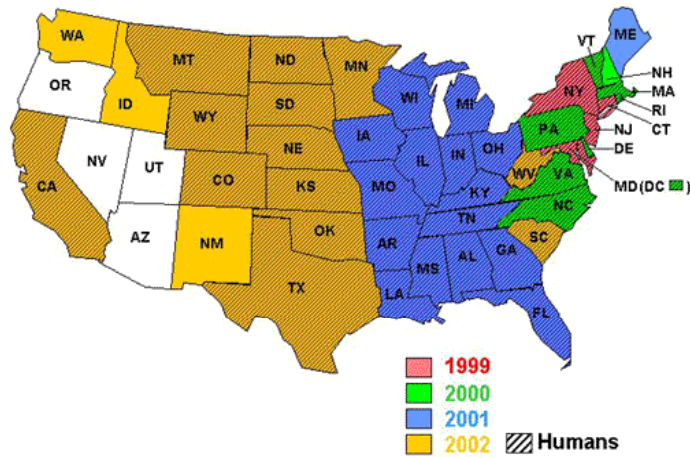 WA
MT
ND
MN
VT
ME
OR
ID
WY
SD
WI
MI
NY
NH
MA
RI
CT
NV
UT
CO
NE
IA
IL
IN
OH
PA
NJ
DE
MD(DC )
CA
KS
MO
KY
WV
VA
NC
AZ
NM
OK
AR
TN
SC
TX
LA
MS
AL
GA
FL
1999
2000
2001
2002
Humans